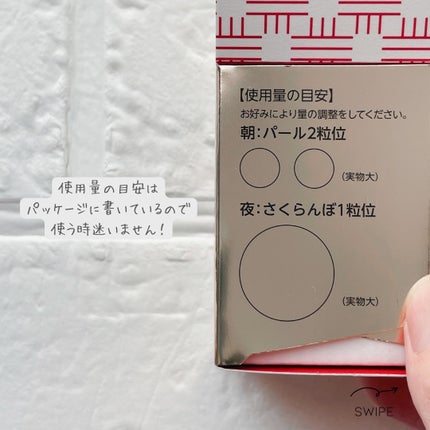 【使用量の目安】
お好みにより量の調整をしてください。
朝:パール2粒位
(実物大)
夜:さくらんぼ1粒位
(実物大)
使用量の目安は
パッケージに書いているので
使う時迷いません!
SWIPE